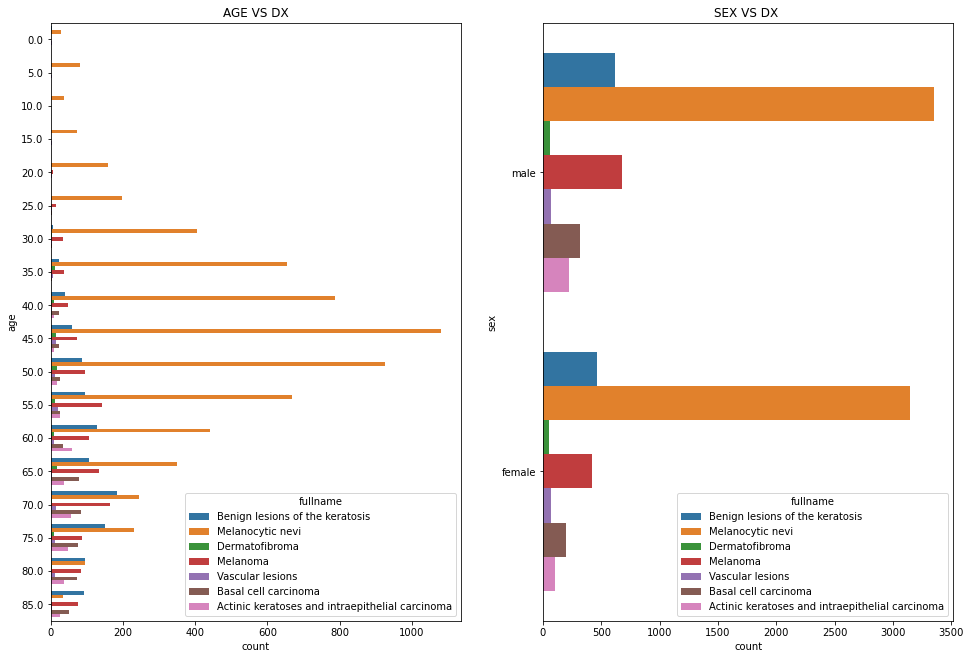 AGE VS DX
0.0
5.0
10.0
15.0
20.0
25.0
30.0
35.0
40.0
45.0
50.0
55.0
60.0
65.0
70.0
75.0
80.0
85.0
age
0 200 400 600 800 1000
count
fullname
Benign lesions of the keratosis
Melanocytic nevi
Dermatofibroma
Melanoma
Vascular lesions
Basal cell carcinoma
Actinic keratoses and intraepithelial carcinoma
SEX VS DX
male
female
sex
0 500 1000 1500 2000 2500 3000 3500
count
fullname
Benign lesions of the keratosis
Melanocytic nevi
Dermatofibroma
Melanoma
Vascular lesions
Basal cell carcinoma
Actinic keratoses and intraepithelial carcinoma